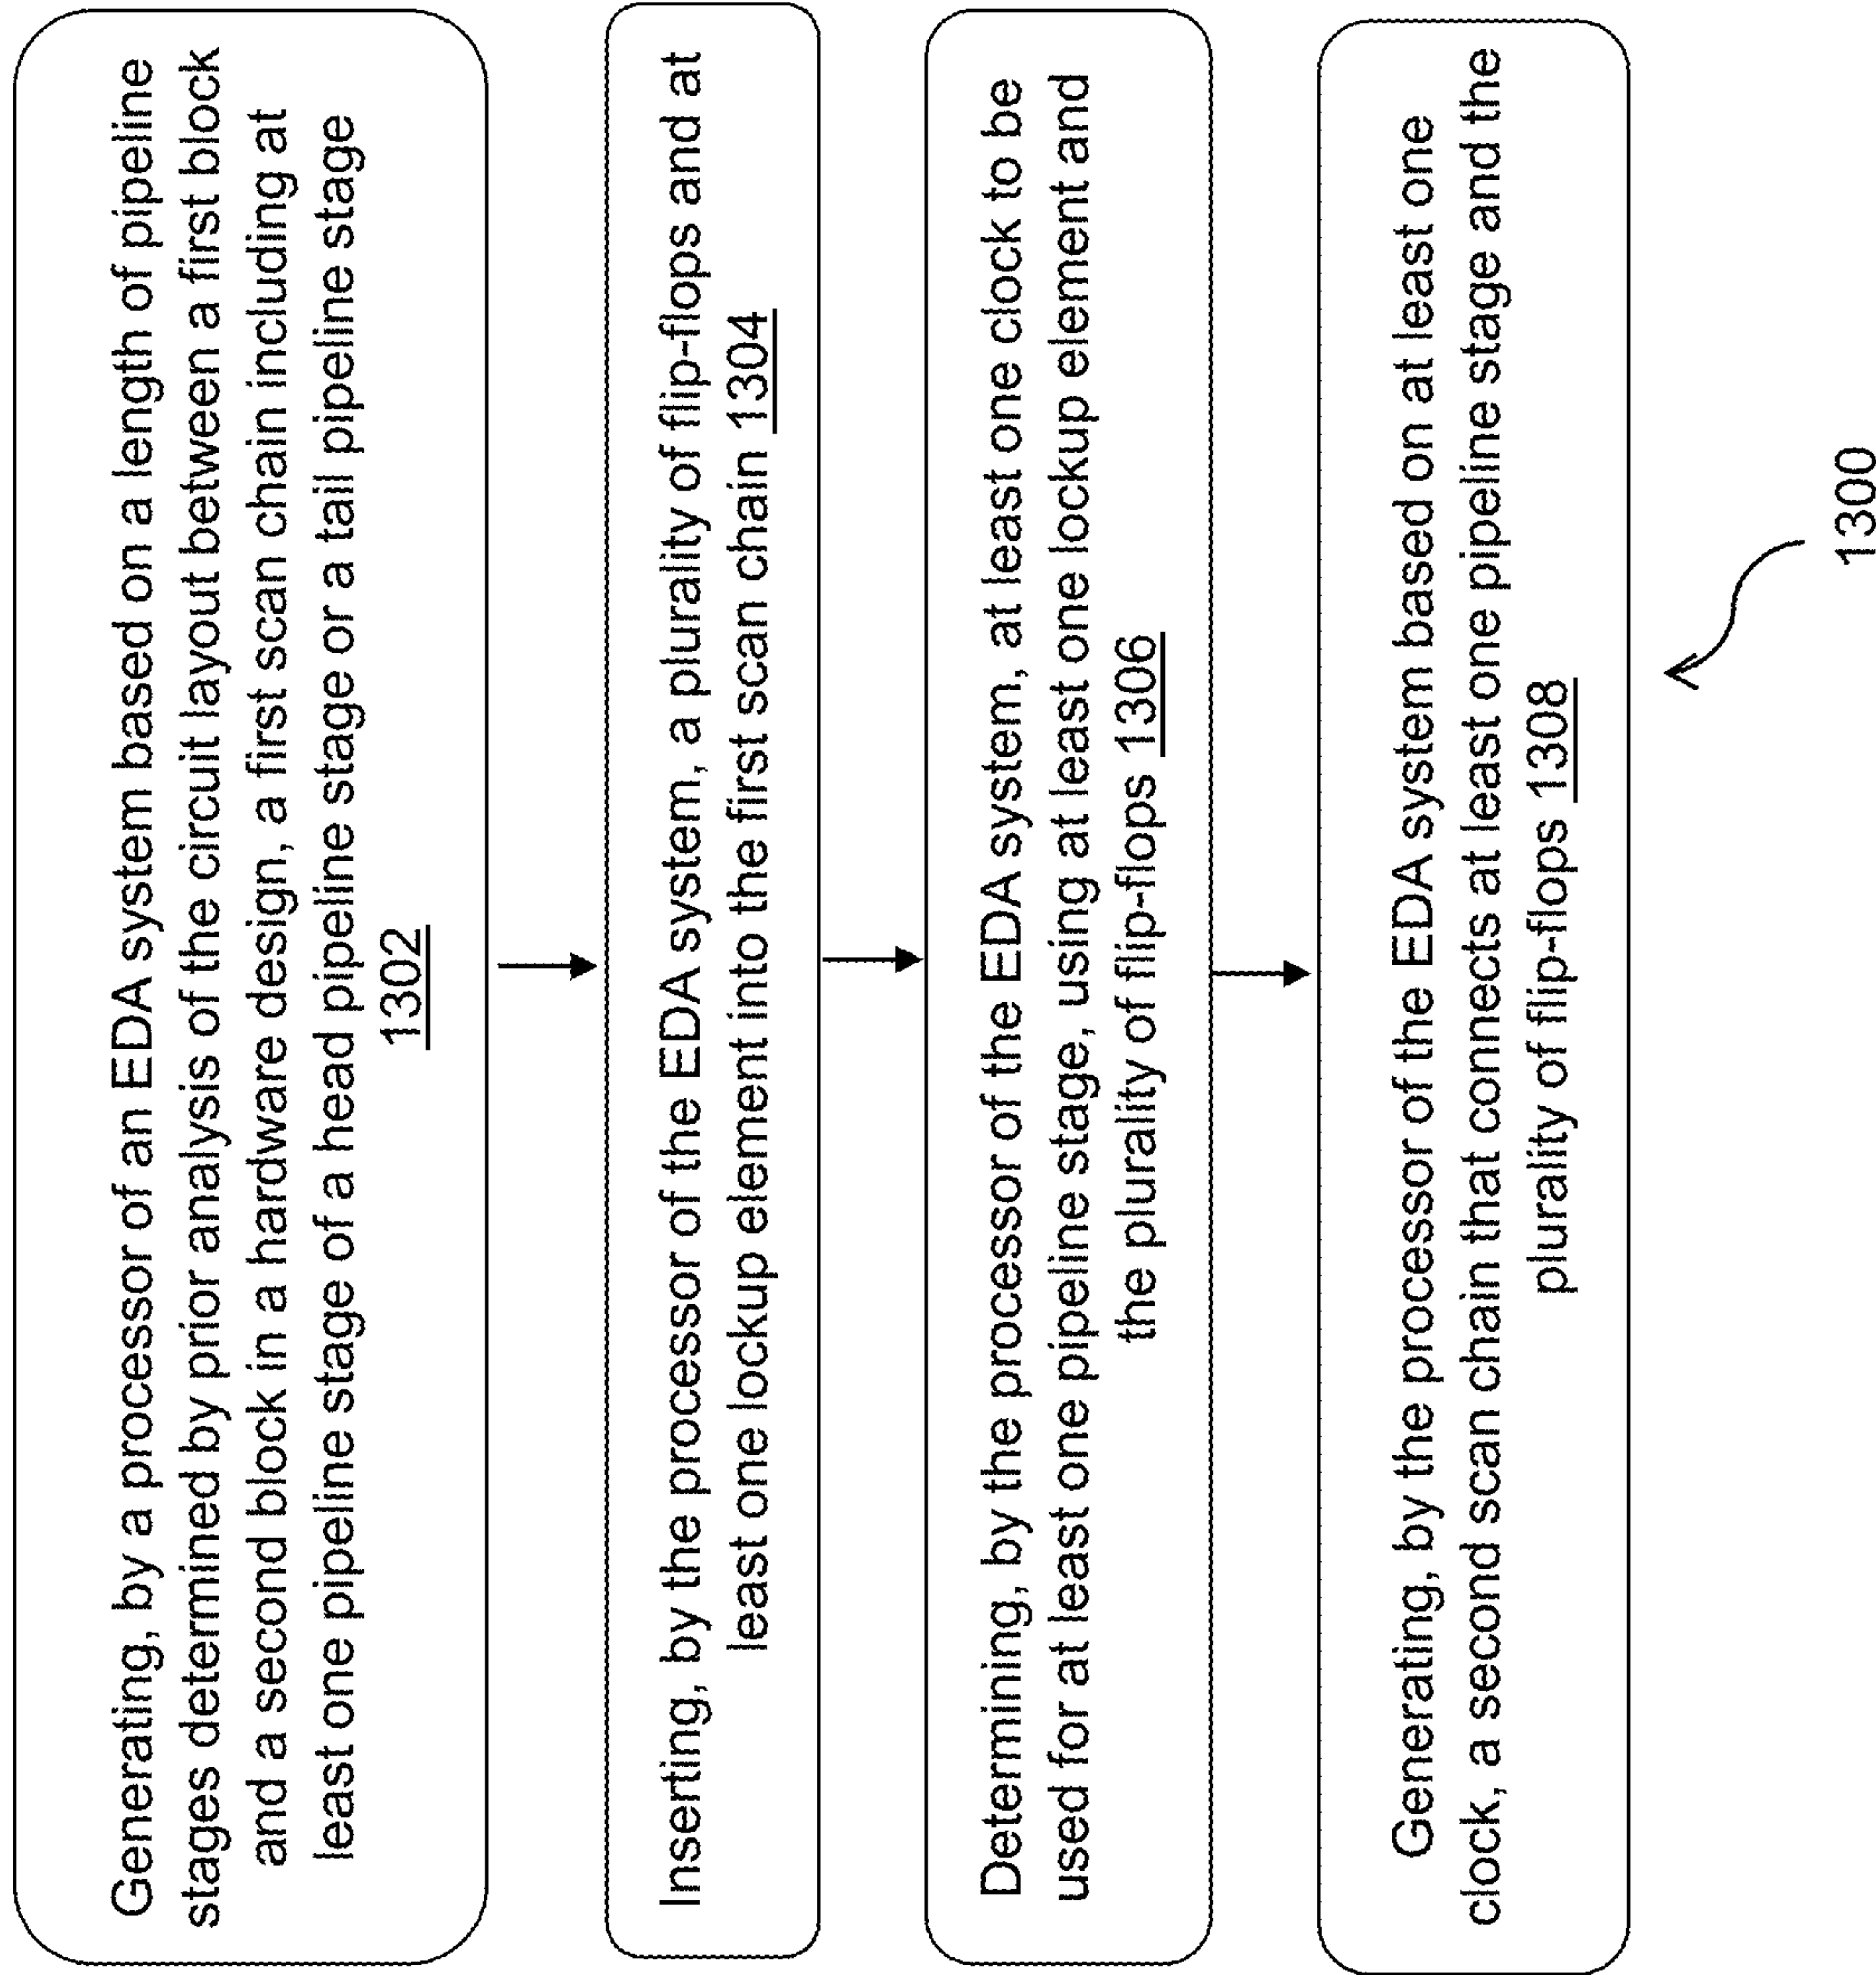 Generating, by a processor of an EDA system based on a length of pipeline
stages determined by prior analysis of the circuit layout between a first block
and a second block in a hardware design, a first scan chain including at
least one pipeline stage of a head pipeline stage or a tail pipeline stage
1302
Inserting, by the processor of the EDA system, a plurality of flip-flops and at
least one lockup element into the first scan chain 1304
Determining, by the processor of the EDA system, at least one clock to be
used for at least one pipeline stage, using at least one lockup element and
the plurality of flip-flops 1306
Generating, by the processor of the EDA system based on at least one
clock, a second scan chain that connects at least one pipeline stage and the
plurality of flip-flops 1308
1300